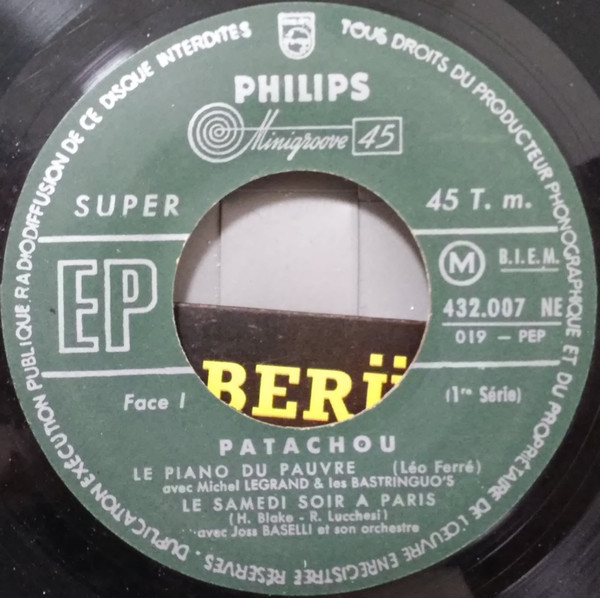 TOUS DROITS DU PRODUCTEUR PHONOGRAPHIQUE ET DU PROPRIÉTAIRE DE L'ŒUVRE ENREGISTRÉE RÉSERVÉS. DUPLICATION EXÉCUTION PUBLIQUE, RADIODIFFUSION DE CE DISQUE INTERDITES
PHILIPS
Minigroove 45
SUPER
45 T. m.
EP
M B.I.E.M.
432.007 NE
019 – PEP
Face 1
(1re Série)
BERÜ
PATACHOU
LE PIANO DU PAUVRE (Léo Ferré)
avec Michel LEGRAND & les BASTRINGUO'S
LE SAMEDI SOIR A PARIS
(H. Blake - R. Lucchesi)
avec Joss BASELLI et son orchestre